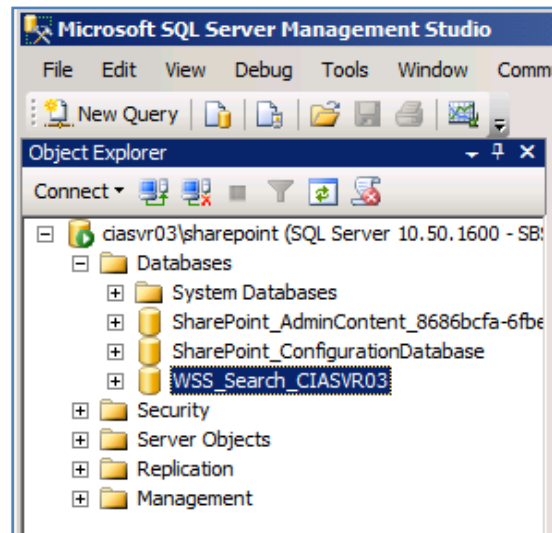 Microsoft SQL Server Management Studio
File Edit View Debug Tools Window Comm
New Query
Object Explorer
Connect
ciasvr03\sharepoint (SQL Server 10.50.1600 - SBS
Databases
System Databases
SharePoint_AdminContent_8686bcfa-6fbe
SharePoint_ConfigurationDatabase
WSS_Search_CIASVR03
Security
Server Objects
Replication
Management